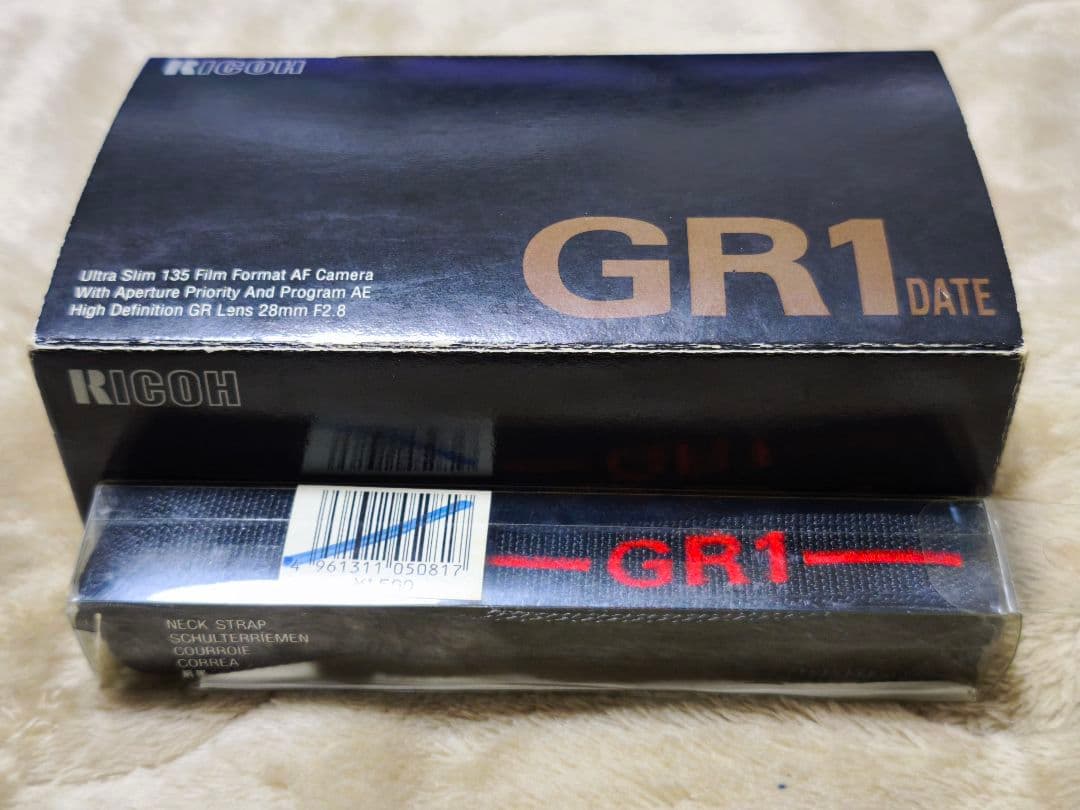 RICOH
Ultra Slim 135 Film Format AF Camera
With Aperture Priority And Program AE
High Definition GR Lens 28mm F2.8
GR1 DATE
RICOH
4 961311 050817
GR1
NECK STRAP
SCHULTERRIEMEN
COURROIE
CORREA